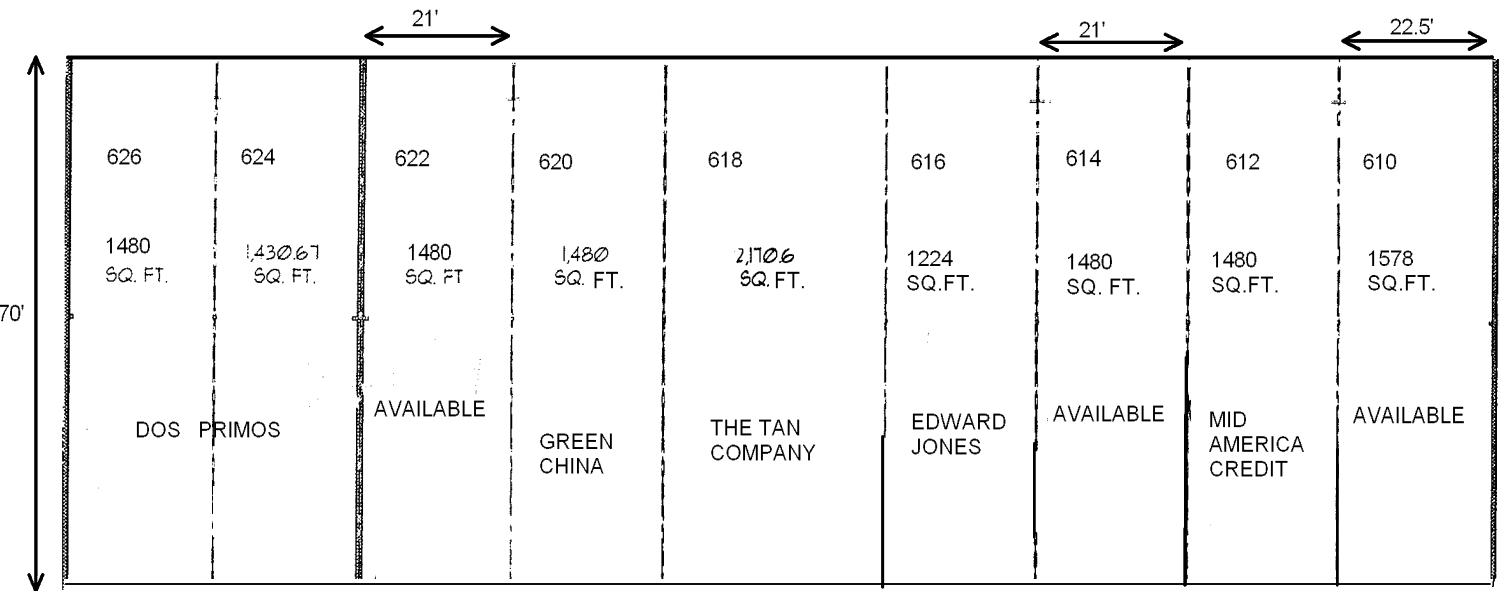 21'
21'
22.5'
70'
626
624
622
620
618
616
614
612
610
1480
SQ. FT.
1,430.67
SQ. FT.
1480
SQ. FT
1,480
SQ. FT.
2,170.6
SQ. FT.
1224
SQ.FT.
1480
SQ. FT.
1480
SQ.FT.
1578
SQ.FT.
DOS PRIMOS
AVAILABLE
GREEN
CHINA
THE TAN
COMPANY
EDWARD
JONES
AVAILABLE
MID
AMERICA
CREDIT
AVAILABLE